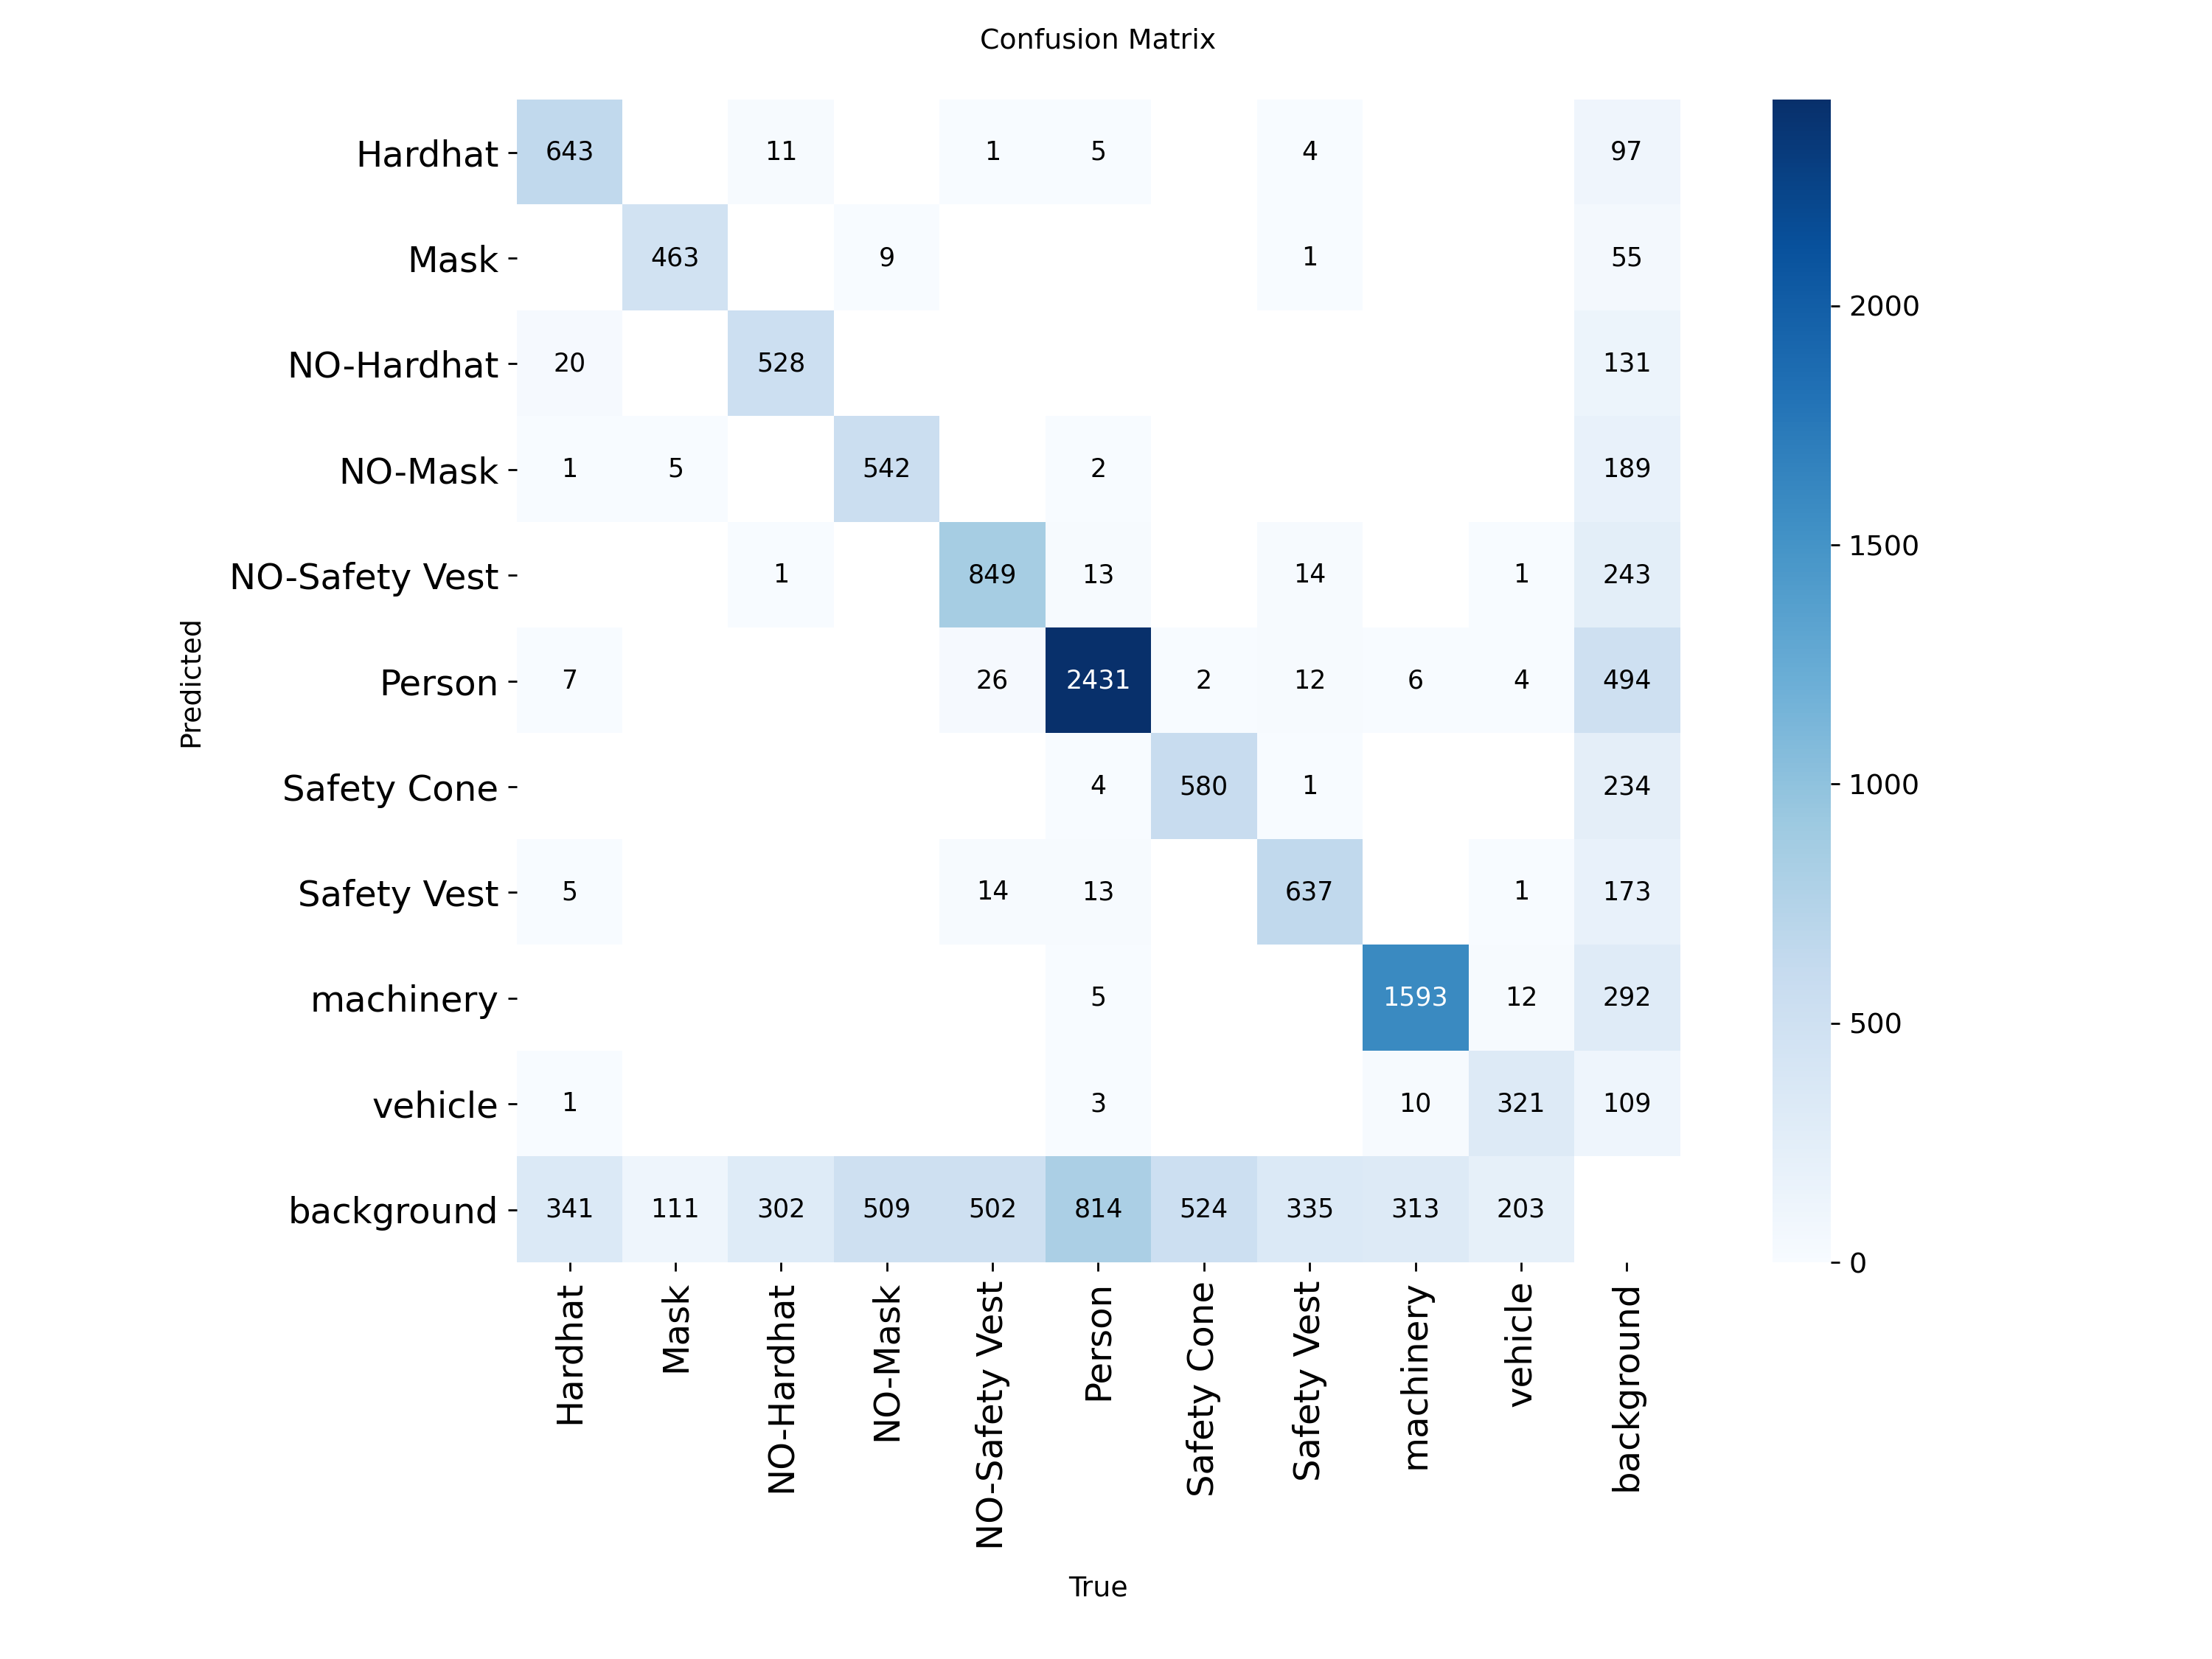 Confusion Matrix
Hardhat 643 11 1 5 4 97
Mask 463 9 1 55
NO-Hardhat 20 528 131
NO-Mask 1 5 542 2 189
NO-Safety Vest 1 849 13 14 1 243
Person 7 26 2431 2 12 6 4 494
Safety Cone 4 580 1 234
Safety Vest 5 14 13 637 1 173
machinery 5 1593 12 292
vehicle 1 3 10 321 109
background 341 111 302 509 502 814 524 335 313 203
Predicted
Hardhat
Mask
NO-Hardhat
NO-Mask
NO-Safety Vest
Person
Safety Cone
Safety Vest
machinery
vehicle
background
True
2000
1500
1000
500
0